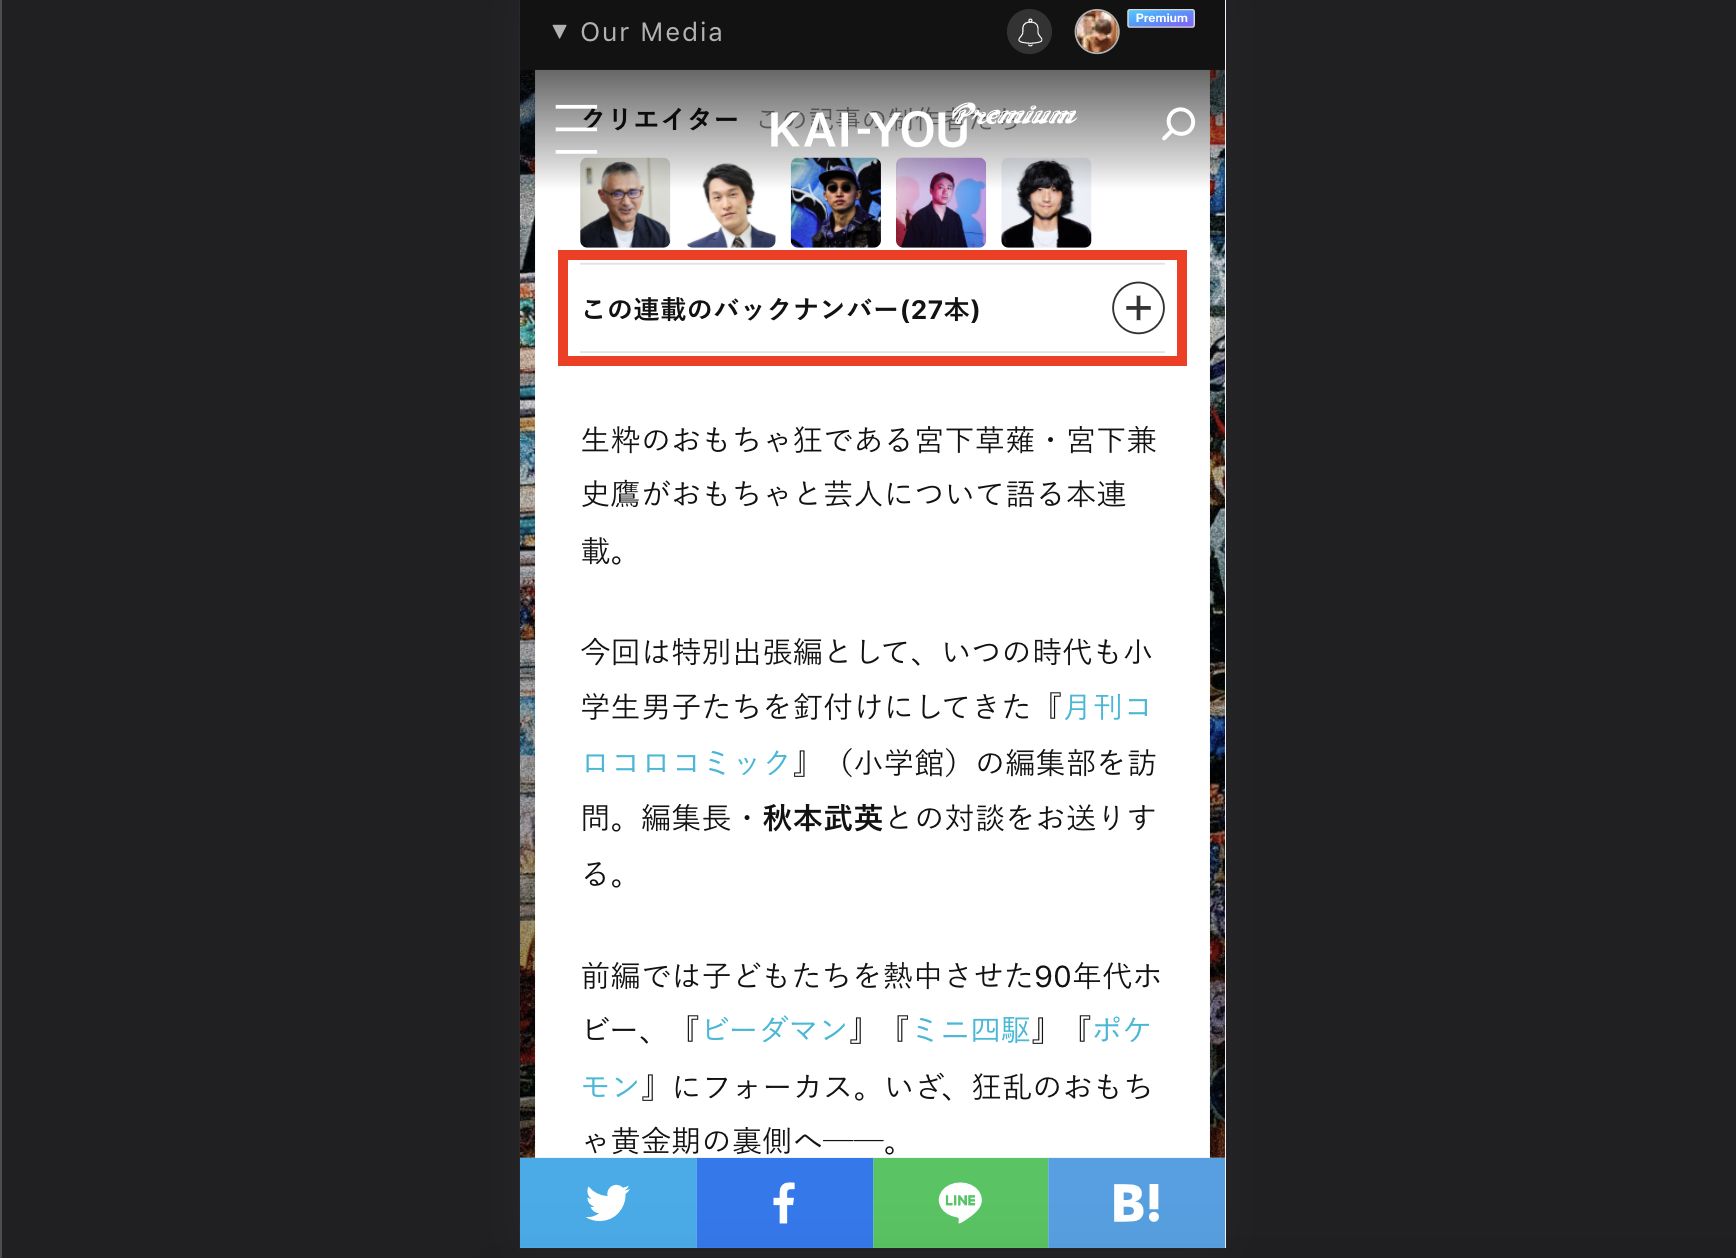 ▼ Our Media
Premium
クリエイター この記事の制作者たち
KAI-YOU Premium
この連載のバックナンバー(27本)
生粋のおもちゃ狂である宮下草薙・宮下兼
史鷹がおもちゃと芸人について語る本連
載。
今回は特別出張編として、いつの時代も小
学生男子たちを釘付けにしてきた『月刊コ
ロコロコミック』（小学館）の編集部を訪
問。編集長・秋本武英との対談をお送りす
る。
前編では子どもたちを熱中させた90年代ホ
ビー、『ビーダマン』『ミニ四駆』『ポケ
モン』にフォーカス。いざ、狂乱のおもち
ゃ黄金期の裏側へ──。
LINE
B!